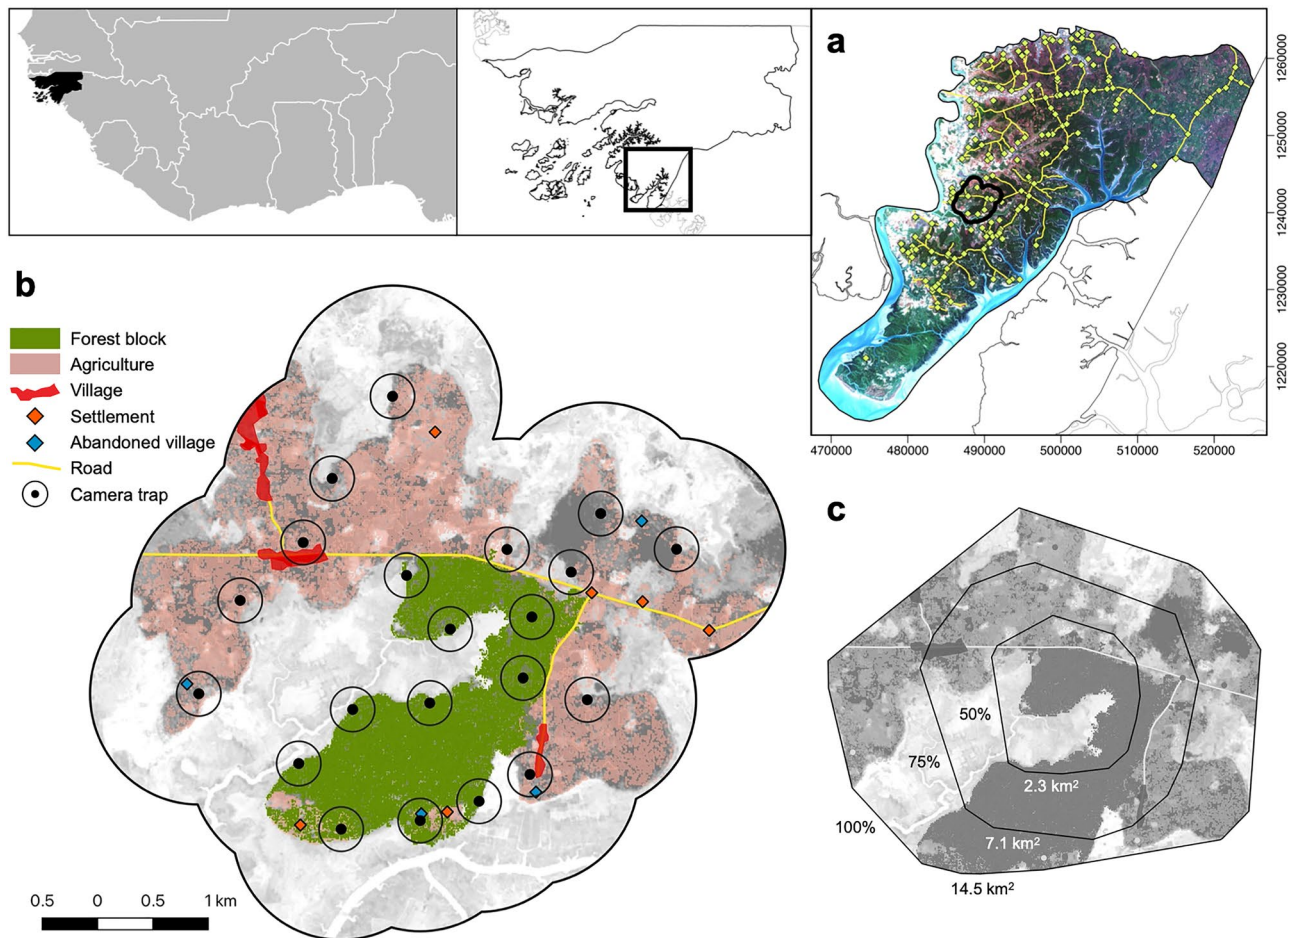 a
1260000
1250000
1240000
1230000
1220000
470000
480000
490000
500000
510000
520000
b
Forest block
Agriculture
Village
Settlement
Abandoned village
Road
Camera trap
0.5
0
0.5
1 km
c
50%
75%
100%
2.3 km²
7.1 km²
14.5 km²